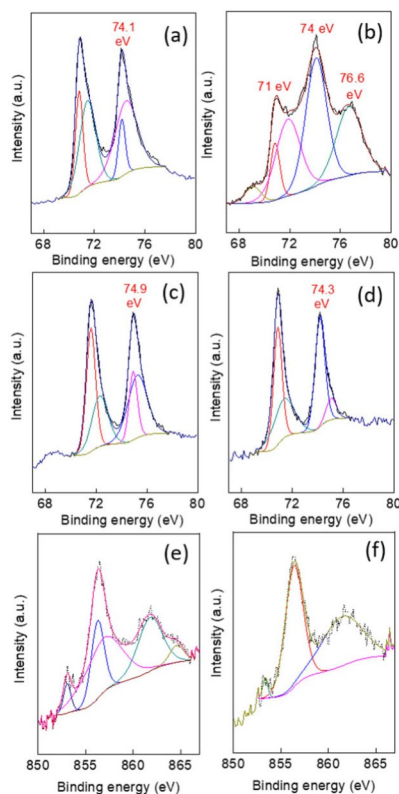 (a)
74.1
eV
Intensity (a.u.)
68 72 76 80
Binding energy (eV)
(b)
74 eV
71 eV
76.6
eV
Intensity (a.u.)
68 72 76 80
Binding energy (eV)
(c)
74.9
eV
Intensity (a.u.)
68 72 76 80
Binding energy (eV)
(d)
74.3
eV
Intensity (a.u.)
68 72 76 80
Binding energy (eV)
(e)
Intensity (a.u.)
850 855 860 865
Binding energy (eV)
(f)
Intensity (a.u.)
850 855 860 865
Binding energy (eV)